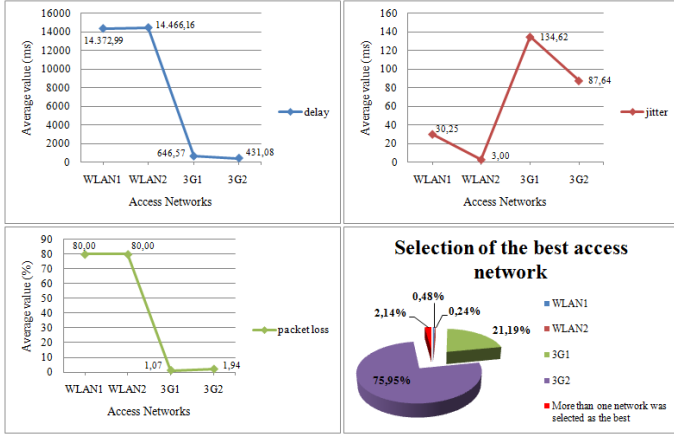 16000
14000
12000
10000
8000
6000
4000
2000
0
Average value (ms)
14.372,99
14.466,16
646,57
431,08
WLAN1 WLAN2 3G1 3G2
Access Networks
delay
160
140
120
100
80
60
40
20
0
Average value (ms)
30,25
3,00
134,62
87,64
WLAN1 WLAN2 3G1 3G2
Access Networks
jitter
90
80
70
60
50
40
30
20
10
0
Average value (%)
80,00
80,00
1,07
1,94
WLAN1 WLAN2 3G1 3G2
Access Networks
packet loss
Selection of the best access
network
0,48%
2,14%
0,24%
21,19%
75,95%
WLAN1
WLAN2
3G1
3G2
More than one network was
selected as the best